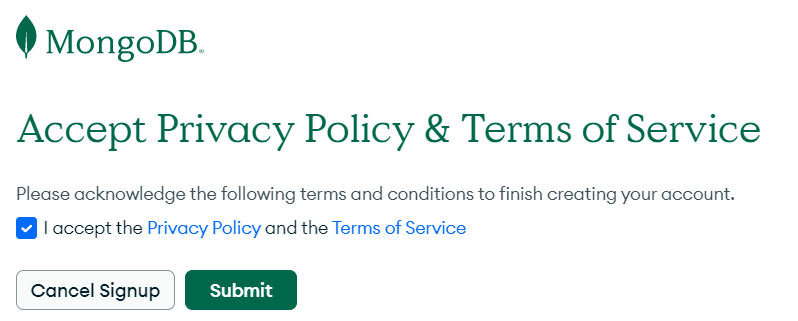 MongoDB®
Accept Privacy Policy & Terms of Service
Please acknowledge the following terms and conditions to finish creating your account.
I accept the Privacy Policy and the Terms of Service
Cancel Signup Submit